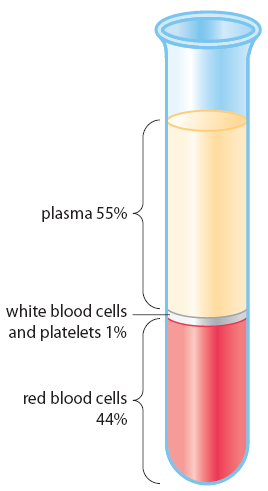 plasma 55%
white blood cells
and platelets 1%
red blood cells
44%